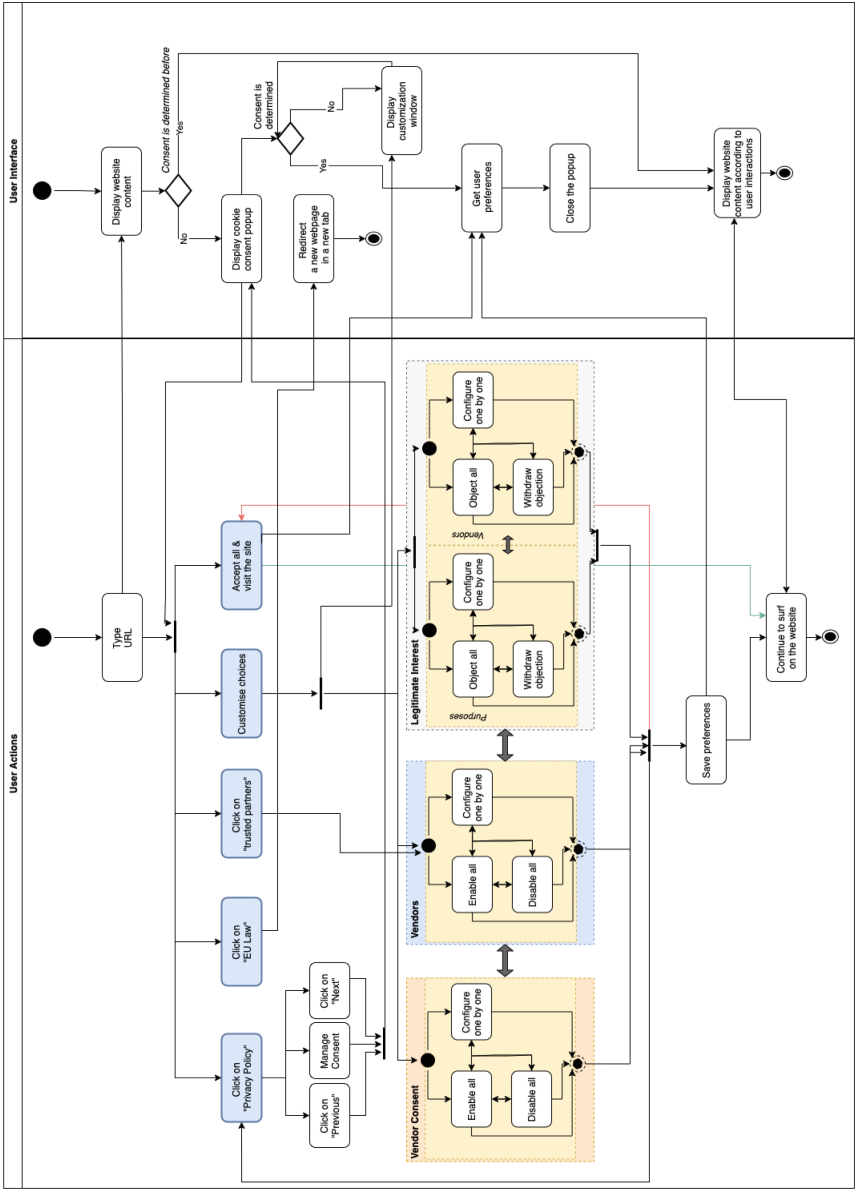 User Actions
User Interface
Type
URL
Display website
content
Consent is determined before
Yes
No
Display cookie
consent popup
Consent is
determined
No
Yes
Display
customization
window
Redirect
a new webpage
in a new tab
Get user
preferences
Close the popup
Display website
content according to
user interactions
Click on
"Privacy Policy"
Click on
"EU Law"
Click on
"trusted partners"
Customise choices
Accept all &
visit the site
Click on
"Previous"
Manage
Consent
Click on
"Next"
Vendor Consent
Enable all
Configure
one by one
Disable all
Vendors
Enable all
Configure
one by one
Disable all
Legitimate Interest
Purposes
Object all
Configure
one by one
Withdraw
objection
Vendors
Object all
Configure
one by one
Withdraw
objection
Save preferences
Continue to surf
on the website